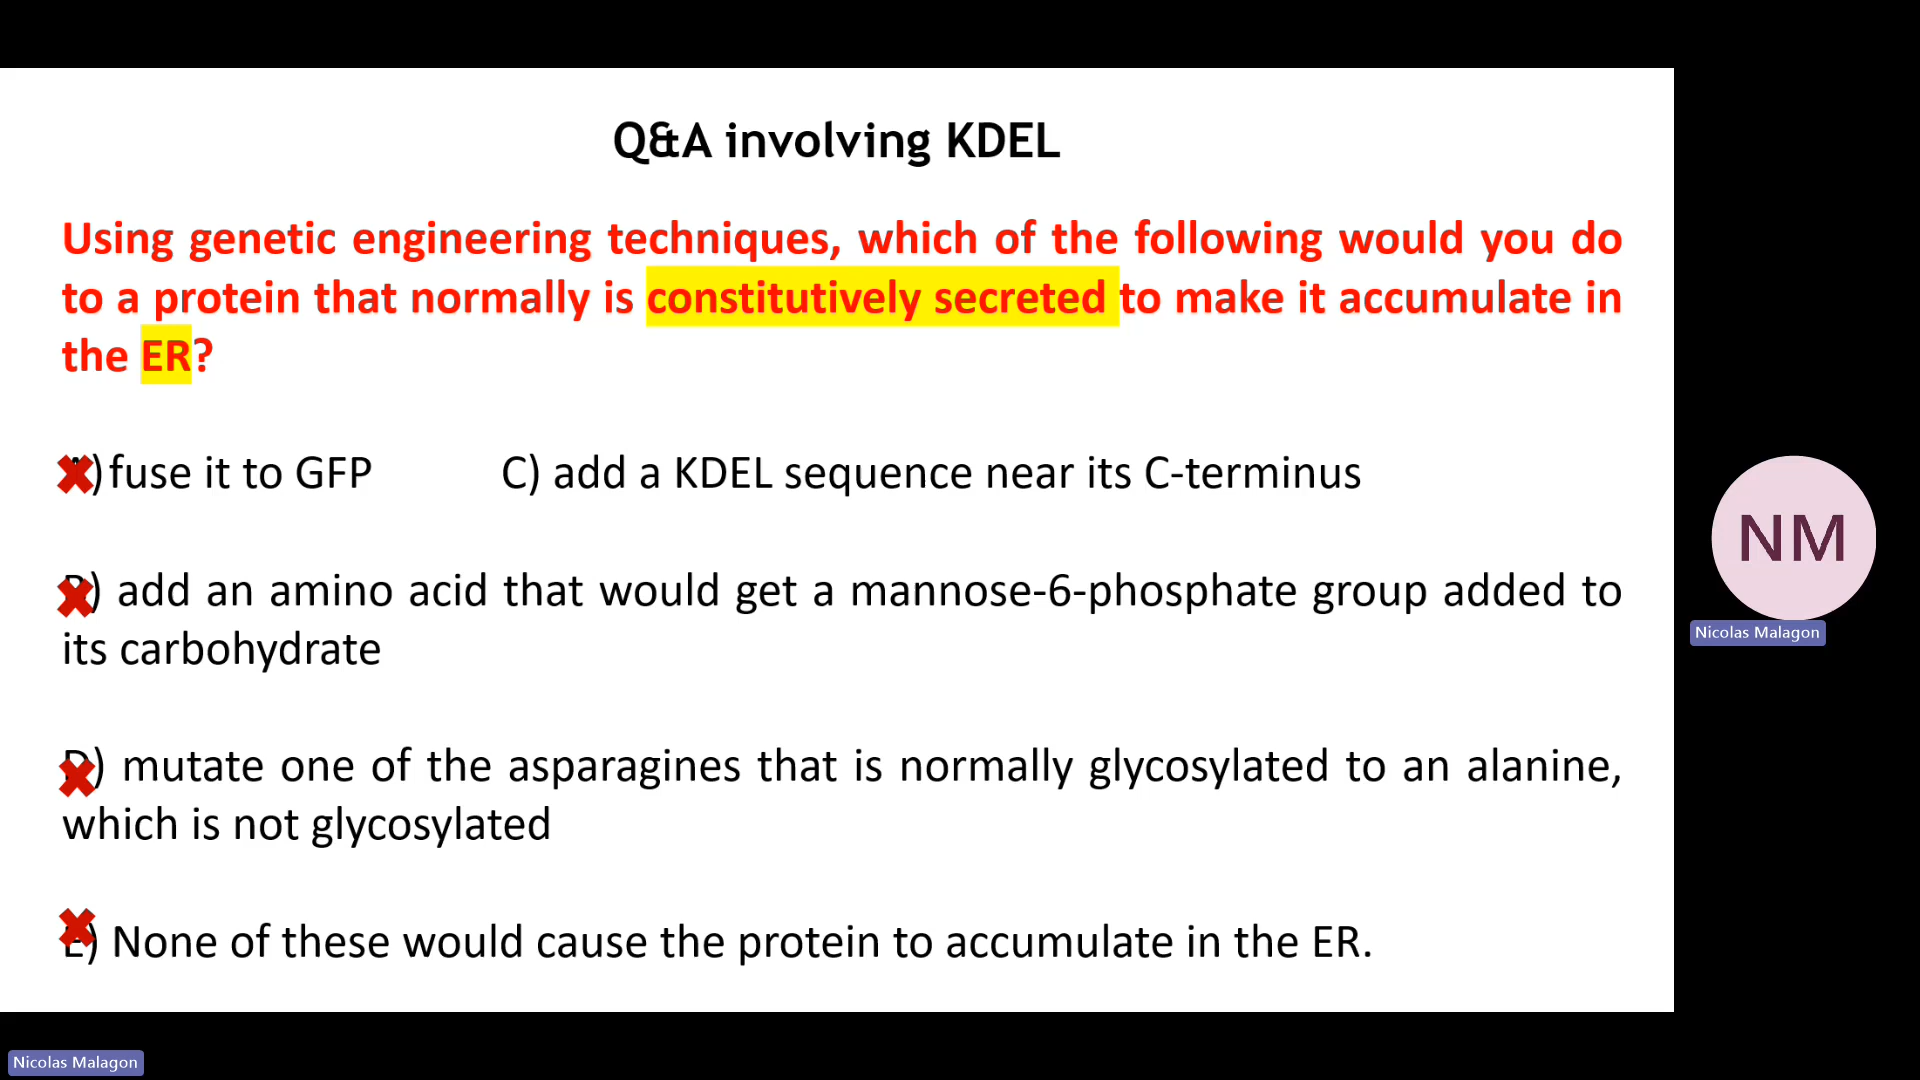 Q&A involving KDEL
Using genetic engineering techniques, which of the following would you do
to a protein that normally is constitutively secreted to make it accumulate in
the ER?
A) fuse it to GFP C) add a KDEL sequence near its C-terminus
B) add an amino acid that would get a mannose-6-phosphate group added to
its carbohydrate
D) mutate one of the asparagines that is normally glycosylated to an alanine,
which is not glycosylated
E) None of these would cause the protein to accumulate in the ER.
NM
Nicolas Malagon
Nicolas Malagon